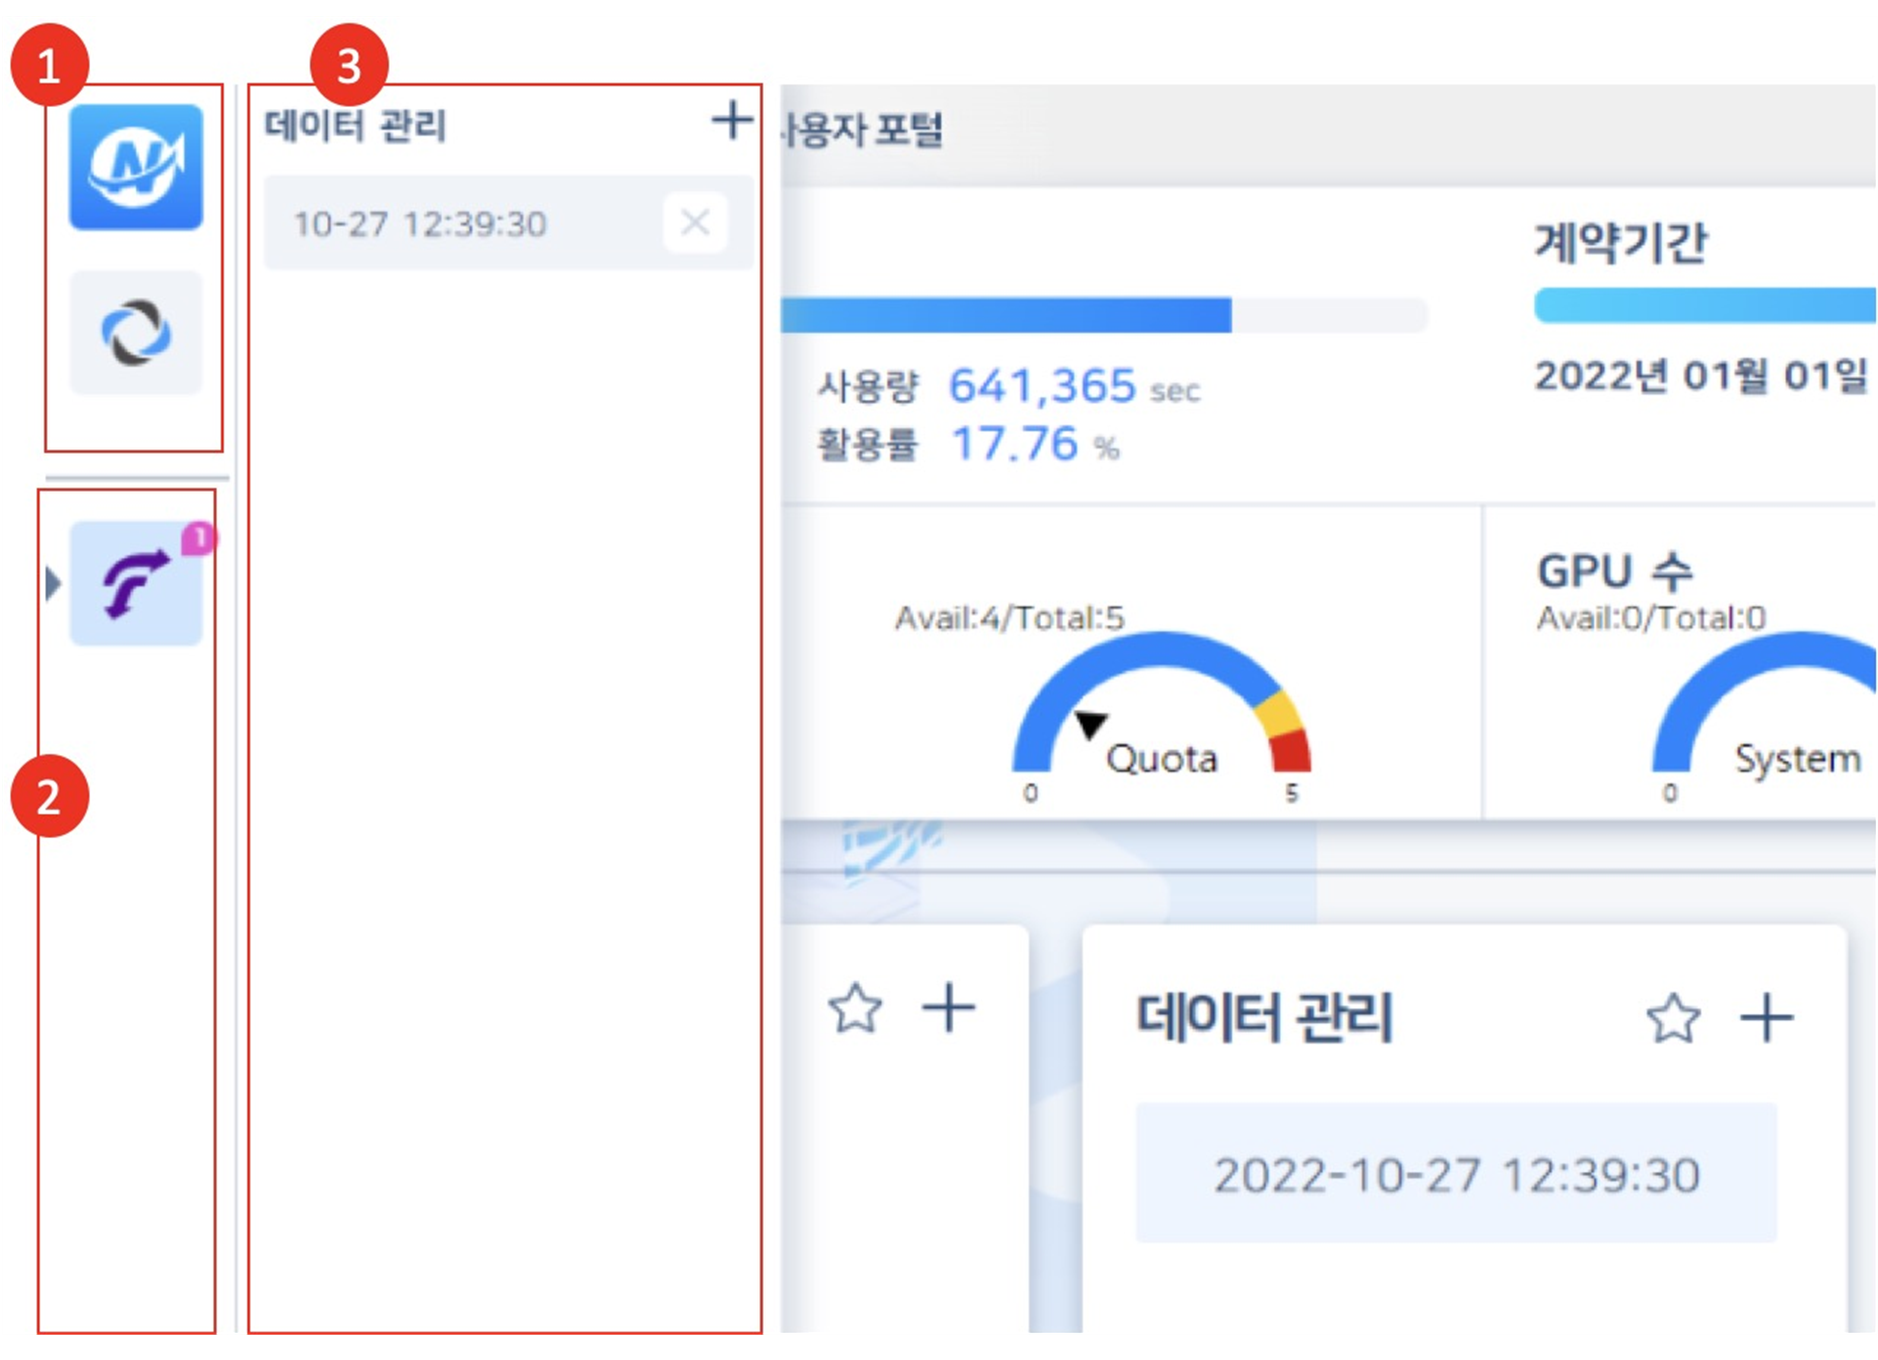 1
3
데이터 관리
10-27 12:39:30
1
2
사용자 포털
계약기간
2022년 01월 01일
사용량 641,365 sec
활용률 17.76 %
Avail:4/Total:5
Quota
0 5
GPU 수
Avail:0/Total:0
System
0
데이터 관리
2022-10-27 12:39:30